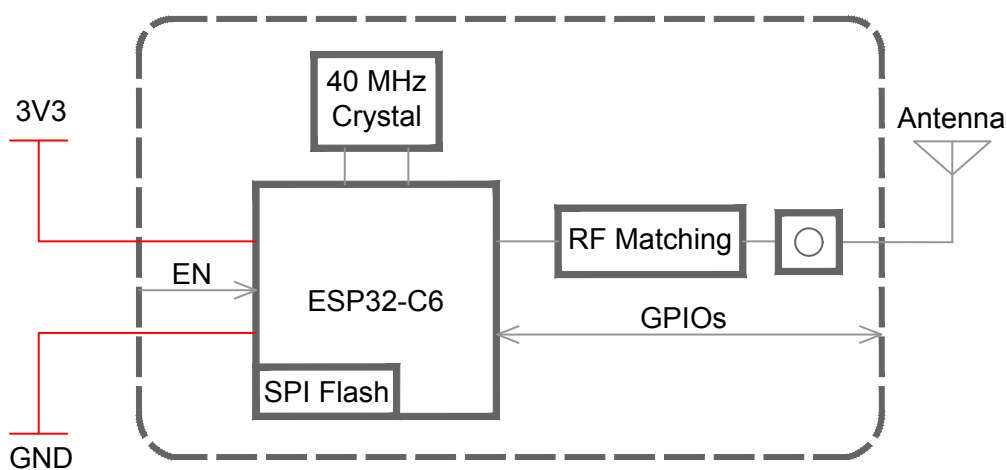 40 MHz
Crystal
3V3
Antenna
RF Matching
EN
ESP32-C6
GPIOs
SPI Flash
GND